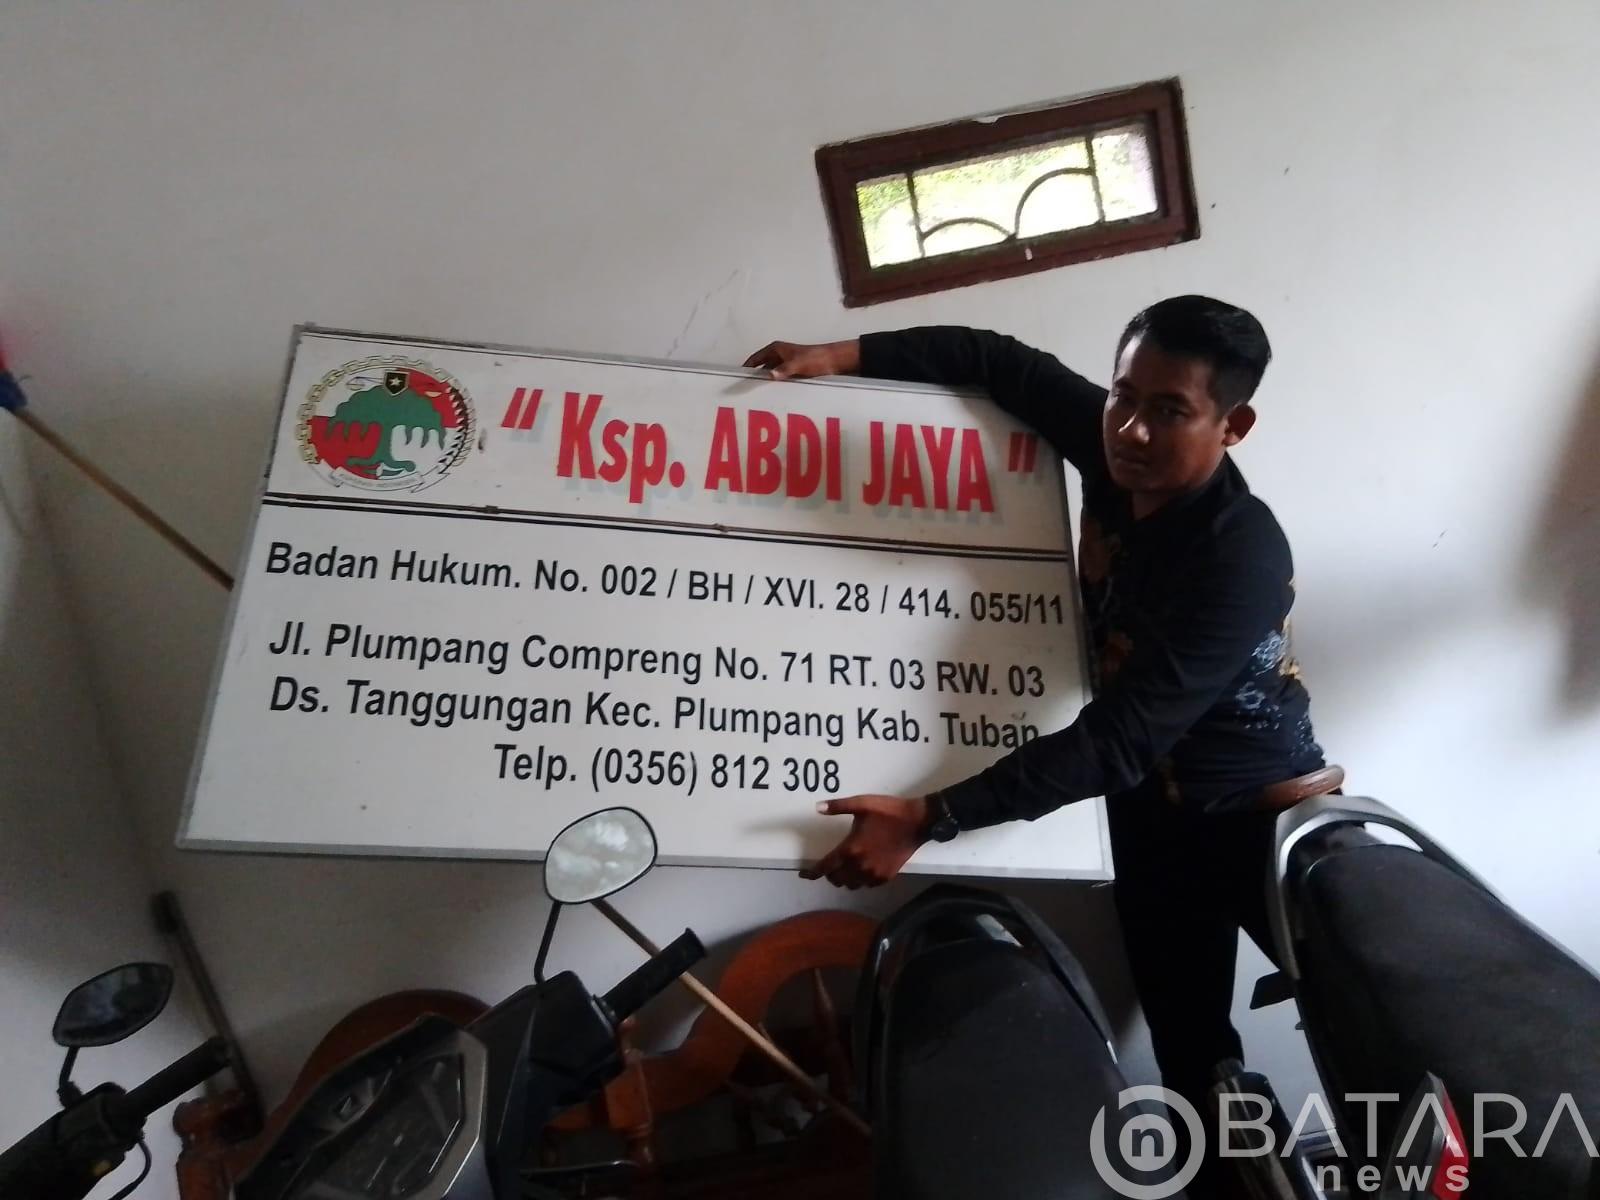 " Ksp. ABDI JAYA "
Badan Hukum. No. 002 / BH / XVI. 28 / 414. 055/11
Jl. Plumpang Compreng No. 71 RT. 03 RW. 03
Ds. Tanggungan Kec. Plumpang Kab. Tuban
Telp. (0356) 812 308
n BATARA
news